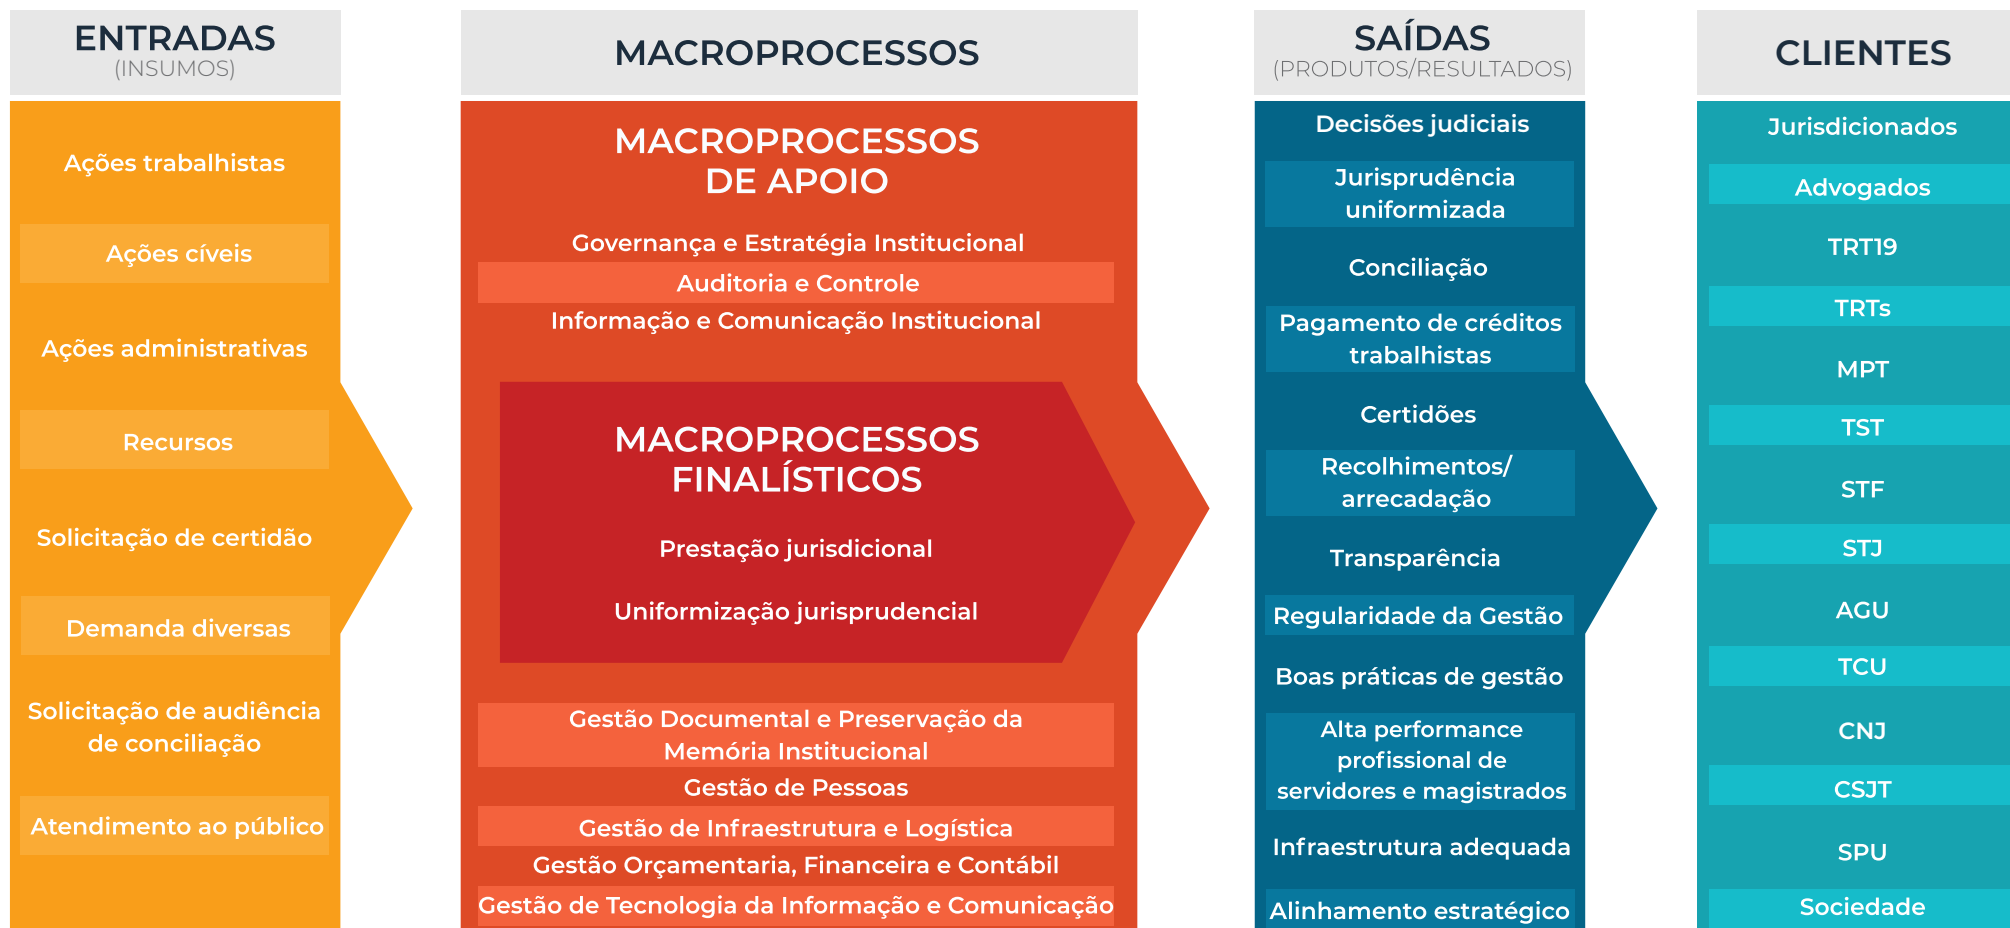 ENTRADAS
(INSUMOS)
Ações trabalhistas
Ações cíveis
Ações administrativas
Recursos
Solicitação de certidão
Demanda diversas
Solicitação de audiência
de conciliação
Atendimento ao público
MACROPROCESSOS
MACROPROCESSOS
DE APOIO
Governança e Estratégia Institucional
Auditoria e Controle
Informação e Comunicação Institucional
MACROPROCESSOS
FINALÍSTICOS
Prestação jurisdicional
Uniformização jurisprudencial
Gestão Documental e Preservação da
Memória Institucional
Gestão de Pessoas
Gestão de Infraestrutura e Logística
Gestão Orçamentaria, Financeira e Contábil
Gestão de Tecnologia da Informação e Comunicação
SAÍDAS
(PRODUTOS/RESULTADOS)
Decisões judiciais
Jurisprudência
uniformizada
Conciliação
Pagamento de créditos
trabalhistas
Certidões
Recolhimentos/
arrecadação
Transparência
Regularidade da Gestão
Boas práticas de gestão
Alta performance
profissional de
servidores e magistrados
Infraestrutura adequada
Alinhamento estratégico
CLIENTES
Jurisdicionados
Advogados
TRT19
TRTs
MPT
TST
STF
STJ
AGU
TCU
CNJ
CSJT
SPU
Sociedade